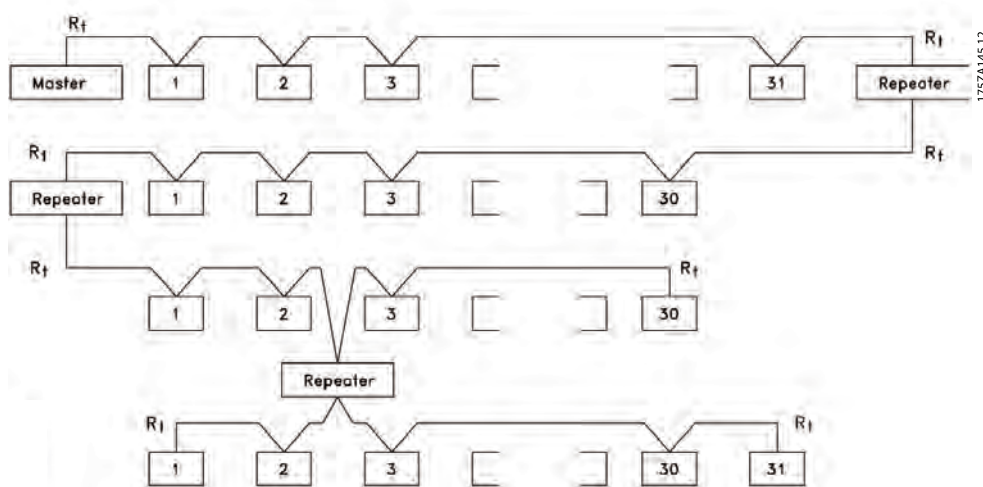 Rt Rt
Master 1 2 3 31 Repeater
175ZA145.12
Rt Rt
Repeater 1 2 3 30
Rt Rt
1 2 3 30
Repeater
Rt Rt
1 2 3 30 31